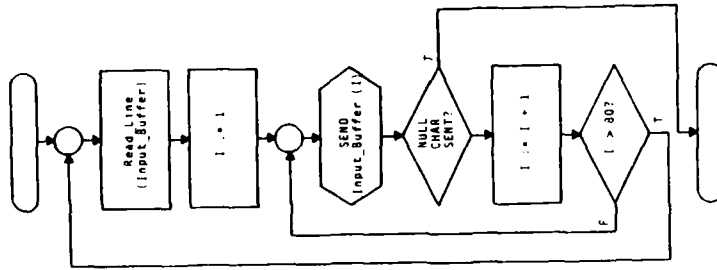 Read Line
(Input_Buffer)
I := 1
SEND
Input_Buffer (I)
NULL
CHAR
SENT?
T
I := I + 1
I > 80?
F
T